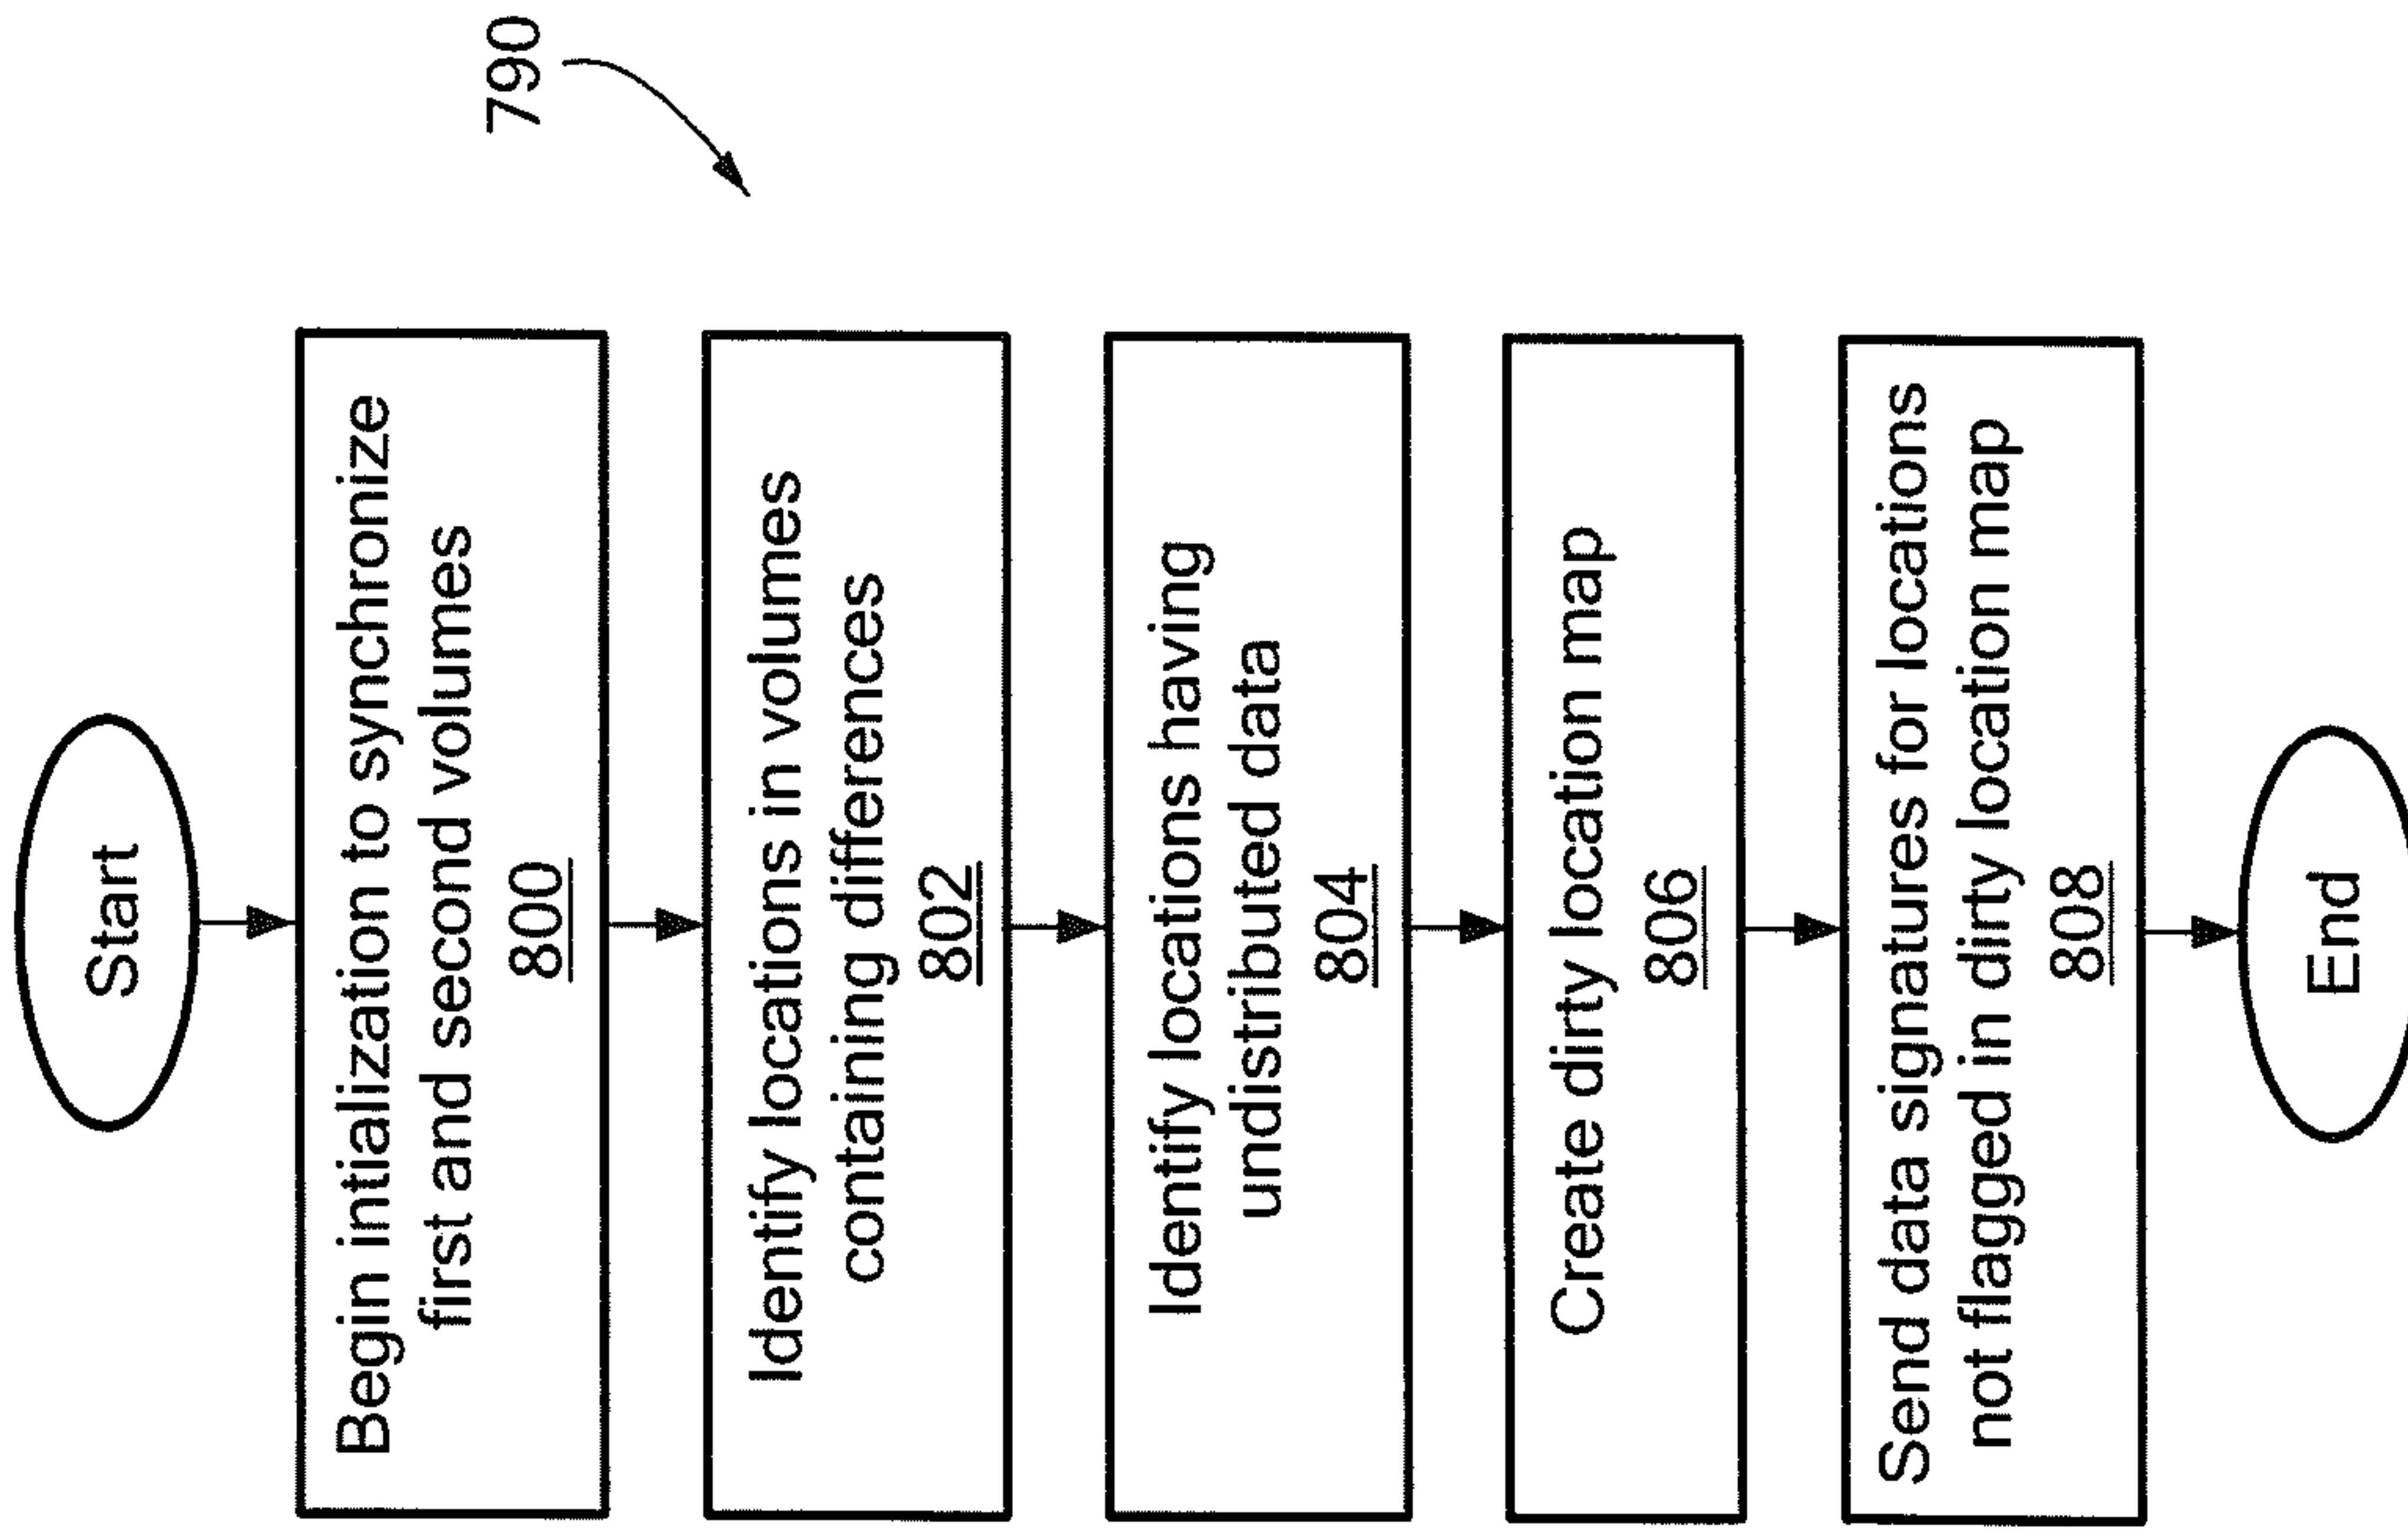 790
Start
Begin intialization to synchronize
first and second volumes
800
Identify locations in volumes
containing differences
802
Identify locations having
undistributed data
804
Create dirty location map
806
Send data signatures for locations
not flagged in dirty location map
808
End